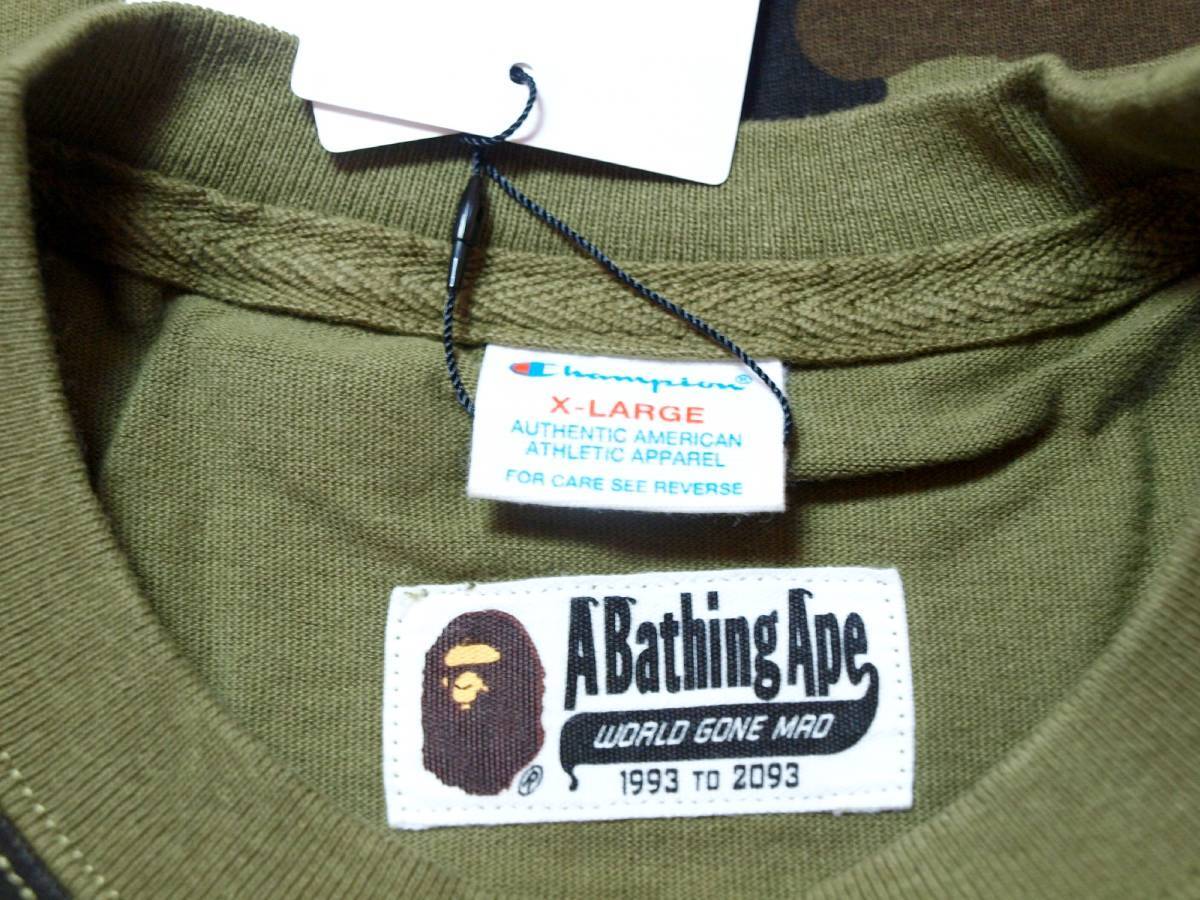 Champion®
X-LARGE
AUTHENTIC AMERICAN
ATHLETIC APPAREL
FOR CARE SEE REVERSE
A Bathing Ape
WORLD GONE MAD
1993 TO 2093
®